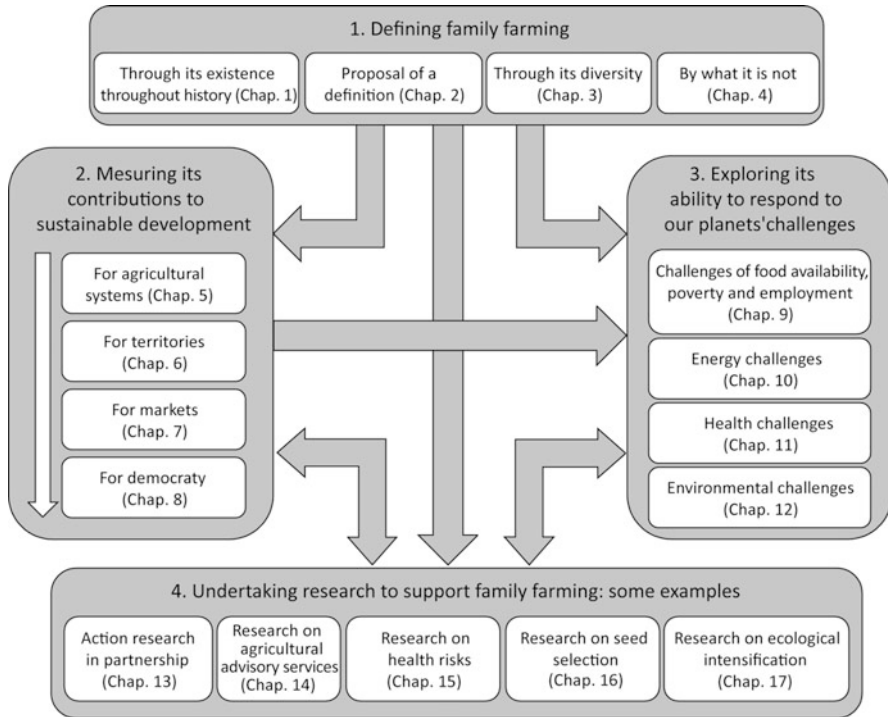 1. Defining family farming
Through its existence
throughout history (Chap. 1)
Proposal of a
definition (Chap. 2)
Through its diversity
(Chap. 3)
By what it is not
(Chap. 4)
2. Mesuring its
contributions to
sustainable development
For agricultural
systems (Chap. 5)
For territories
(Chap. 6)
For markets
(Chap. 7)
For democraty
(Chap. 8)
3. Exploring its
ability to respond to
our planets'challenges
Challenges of food availability,
poverty and employment
(Chap. 9)
Energy challenges
(Chap. 10)
Health challenges
(Chap. 11)
Environmental challenges
(Chap. 12)
4. Undertaking research to support family farming: some examples
Action research
in partnership
(Chap. 13)
Research on
agricultural
advisory services
(Chap. 14)
Research on
health risks
(Chap. 15)
Research on seed
selection
(Chap. 16)
Research on ecological
intensification
(Chap. 17)